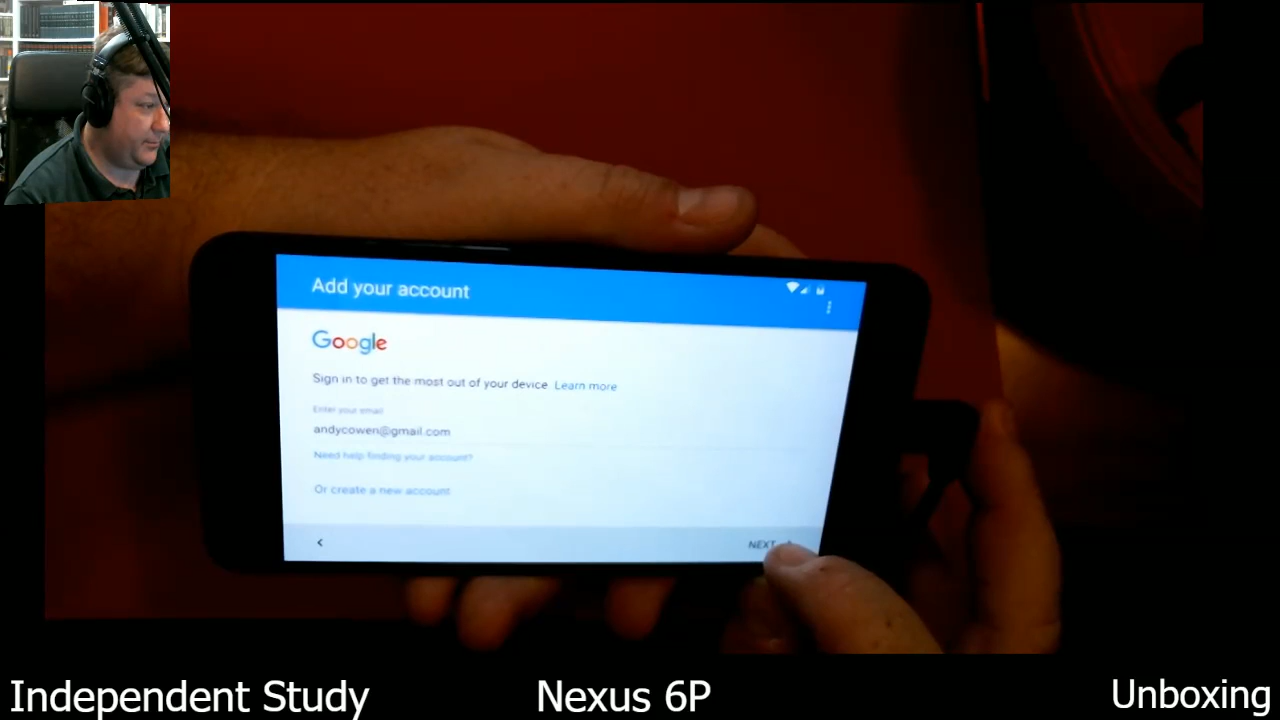 Add your account
Google
Sign in to get the most out of your device Learn more
Enter your email
andycowen@gmail.com
Need help finding your account?
Or create a new account
NEXT
Independent Study
Nexus 6P
Unboxing